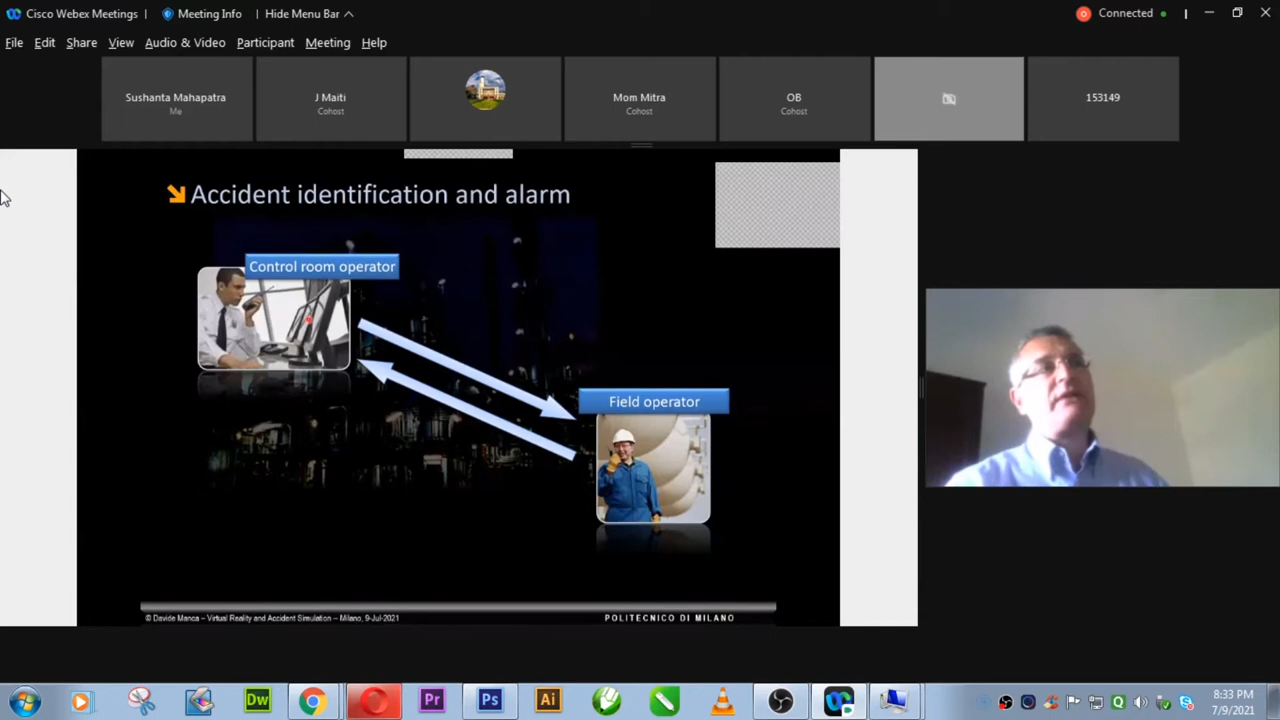 Cisco Webex Meetings | Meeting Info | Hide Menu Bar Connected
File Edit Share View Audio & Video Participant Meeting Help
Sushanta Mahapatra J Maiti Mom Mitra OB 153149
Me Cohost Cohost Cohost
Accident identification and alarm
Control room operator
Field operator
© Davide Manca – Virtual Reality and Accident Simulation – Milano, 9-Jul-2021 POLITECNICO DI MILANO
Dw Pr Ps Ai
8:33 PM
7/9/2021